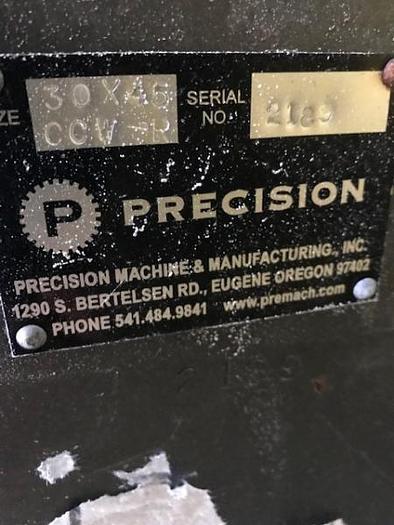 ZE 30X46 SERIAL
CCW-R NO. 2189
P PRECISION
PRECISION MACHINE & MANUFACTURING, INC.
1290 S. BERTELSEN RD., EUGENE OREGON 97402
PHONE 541.484.9841 www.premach.com